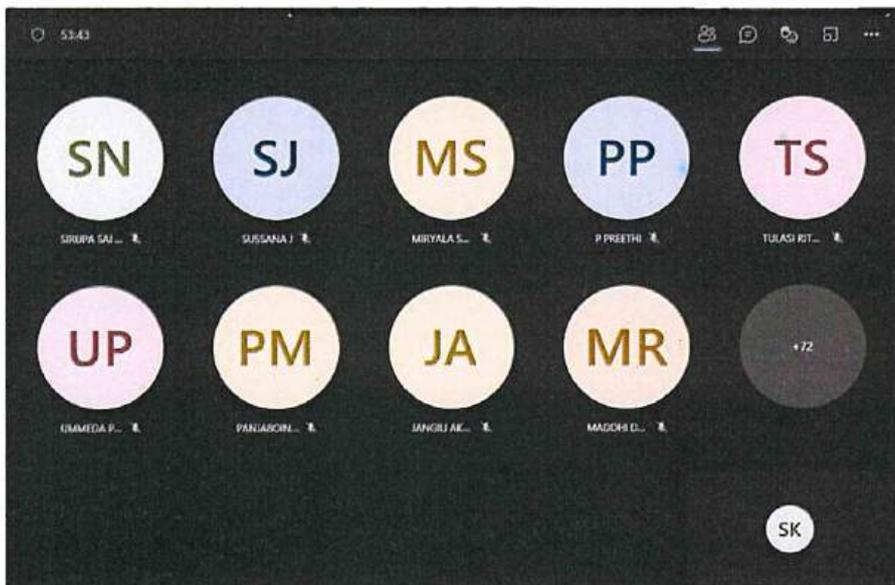 53:43
SN SJ MS PP TS
SIRUPA SAI ... SUSSANA J MIRYALA S... P PREETHI TULASI RIT...
UP PM JA MR +72
UMMEDA P... PANJABOIN... JANGILI AK... MADDHI D...
SK